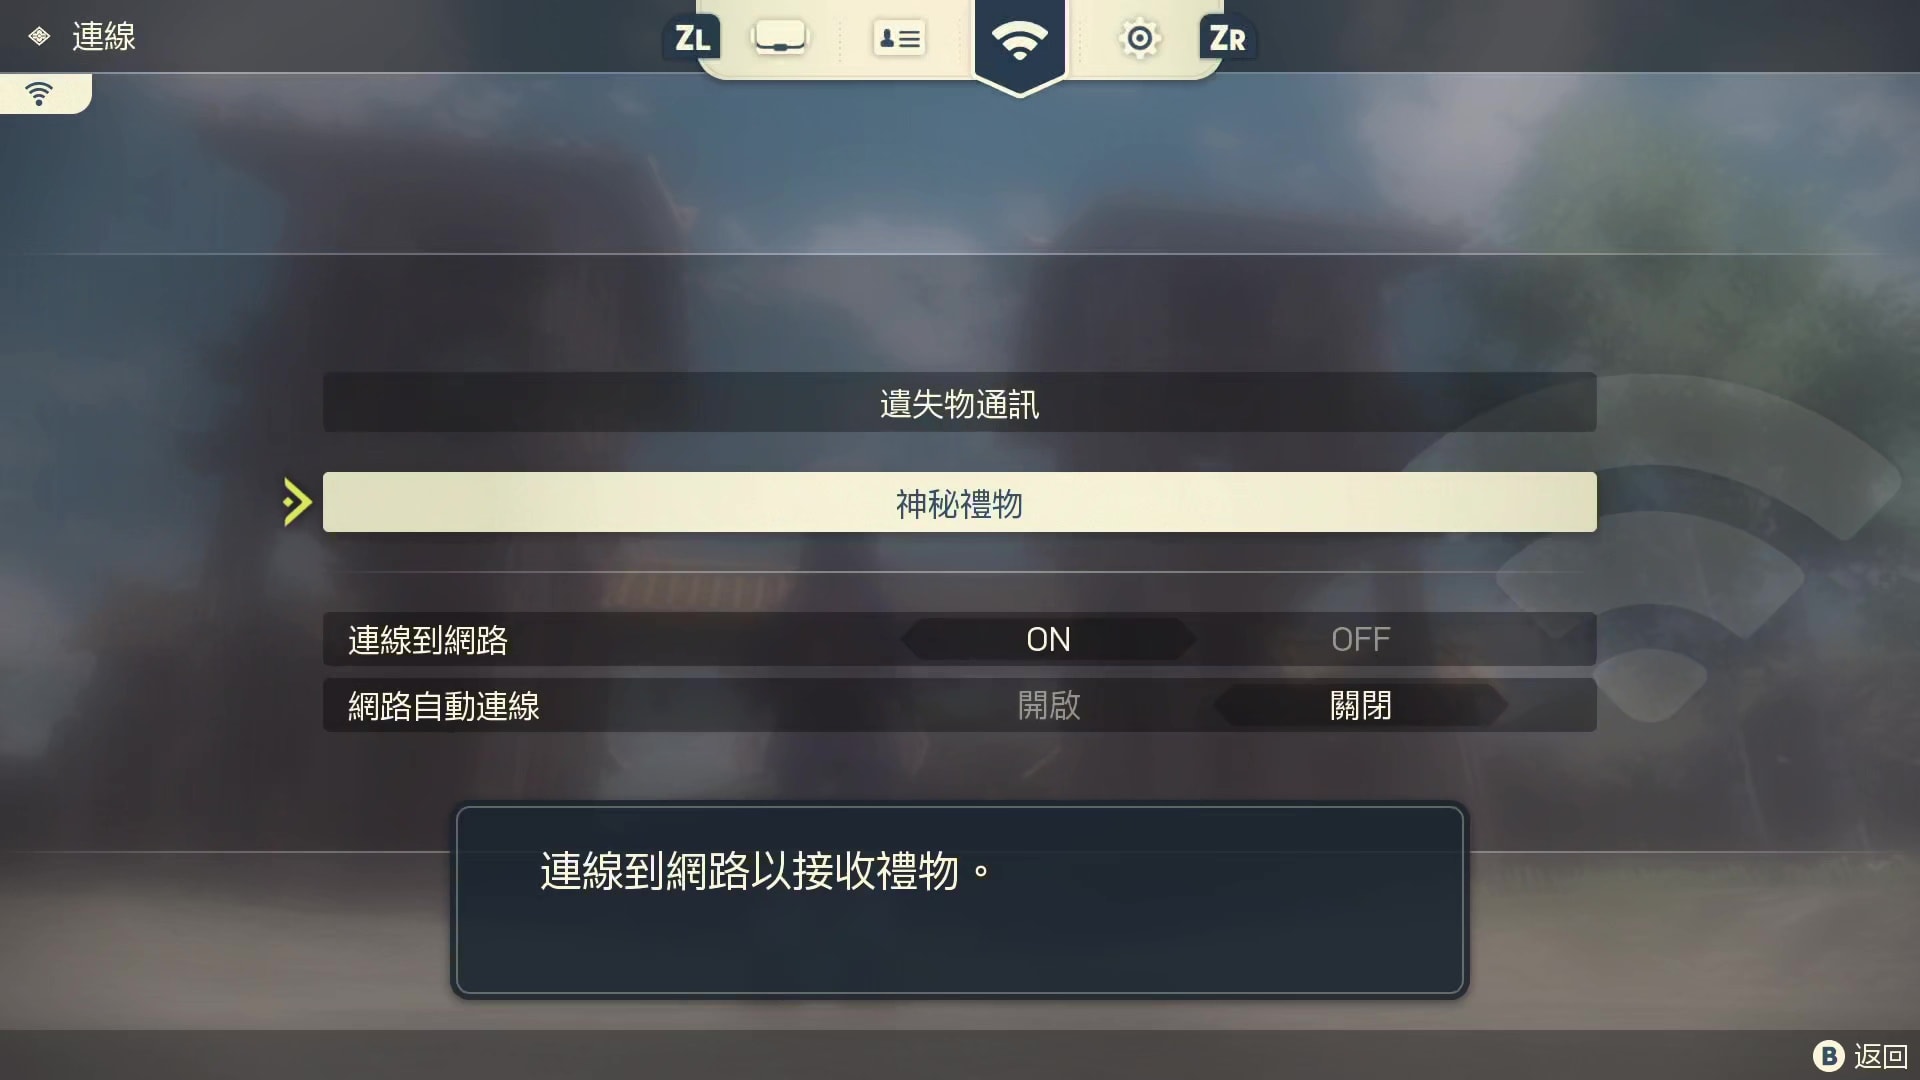 連線
ZL
ZR
遺失物通訊
神秘禮物
連線到網路 ON OFF
網路自動連線 開啟 關閉
連線到網路以接收禮物。
B 返回